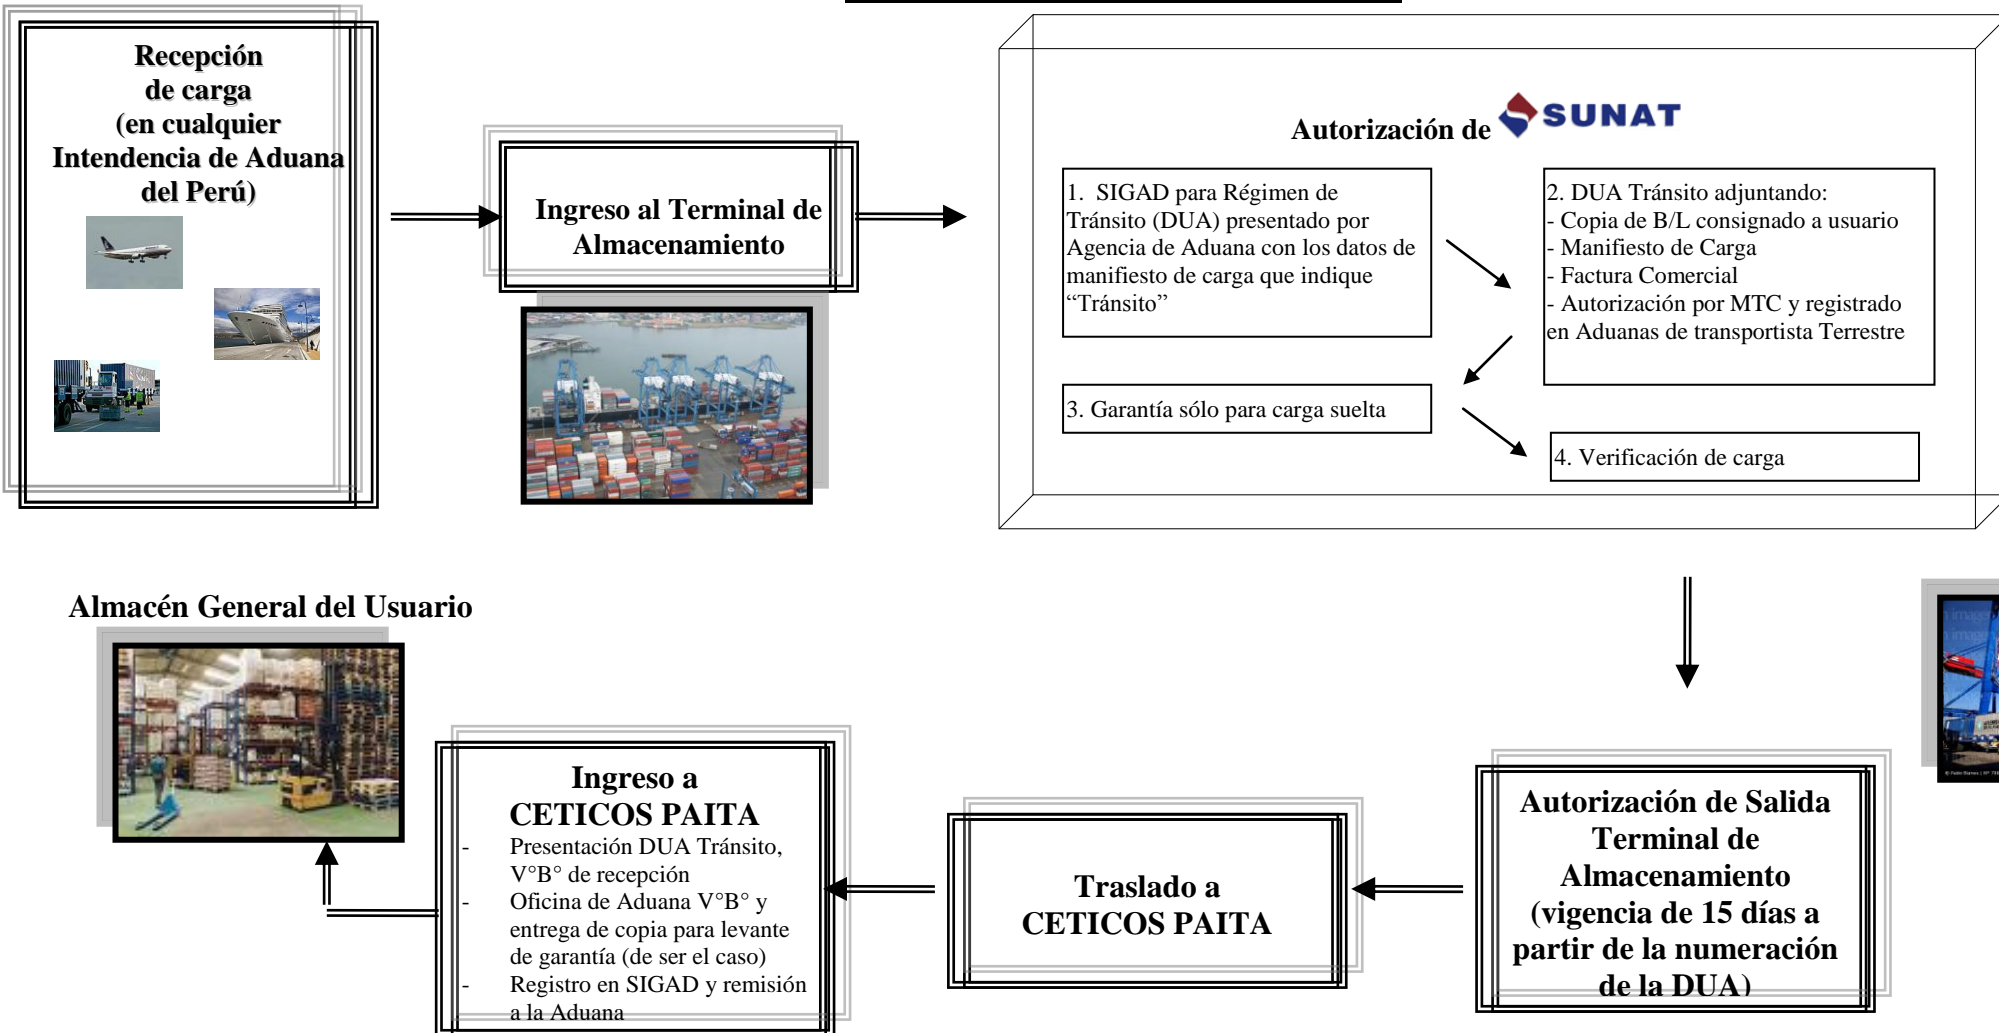 Recepción
de carga
(en cualquier
Intendencia de Aduana
del Perú)
Ingreso al Terminal de
Almacenamiento
Autorización de SUNAT
1. SIGAD para Régimen de
Tránsito (DUA) presentado por
Agencia de Aduana con los datos de
manifiesto de carga que indique
“Tránsito”
2. DUA Tránsito adjuntando:
- Copia de B/L consignado a usuario
- Manifiesto de Carga
- Factura Comercial
- Autorización por MTC y registrado
en Aduanas de transportista Terrestre
3. Garantía sólo para carga suelta
4. Verificación de carga
Autorización de Salida
Terminal de
Almacenamiento
(vigencia de 15 días a
partir de la numeración
de la DUA)
Traslado a
CETICOS PAITA
Ingreso a
CETICOS PAITA
- Presentación DUA Tránsito,
V°B° de recepción
- Oficina de Aduana V°B° y
entrega de copia para levante
de garantía (de ser el caso)
- Registro en SIGAD y remisión
a la Aduana
Almacén General del Usuario